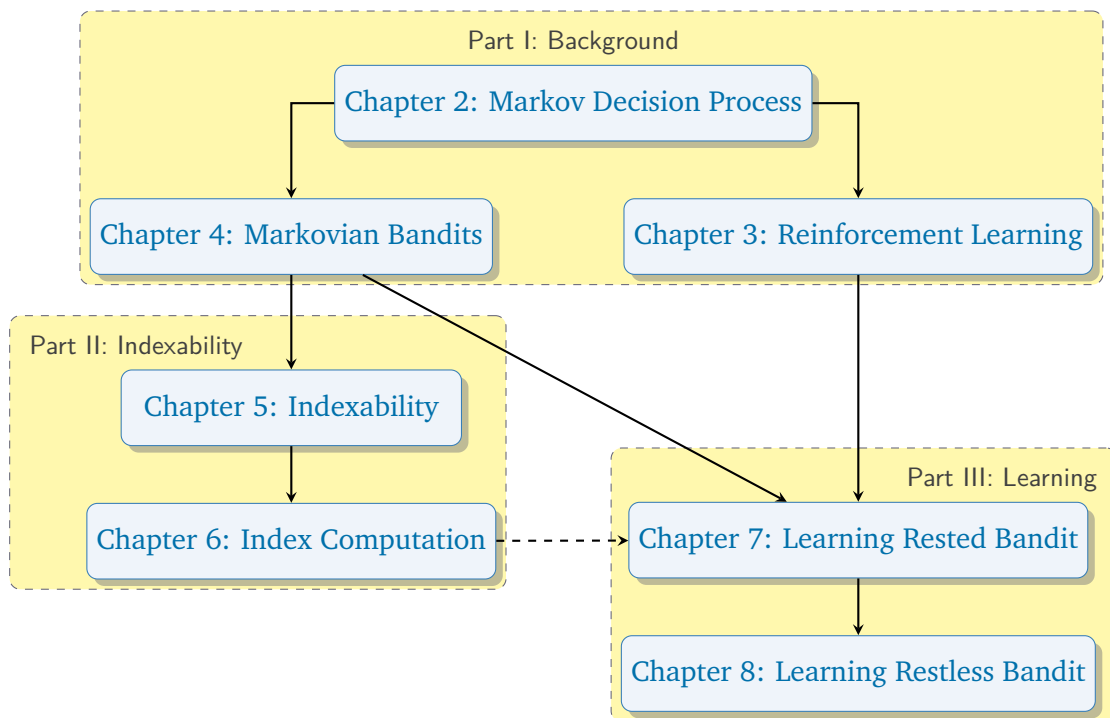 Part I: Background
Chapter 2: Markov Decision Process
Chapter 4: Markovian Bandits
Chapter 3: Reinforcement Learning
Part II: Indexability
Chapter 5: Indexability
Part III: Learning
Chapter 6: Index Computation
Chapter 7: Learning Rested Bandit
Chapter 8: Learning Restless Bandit